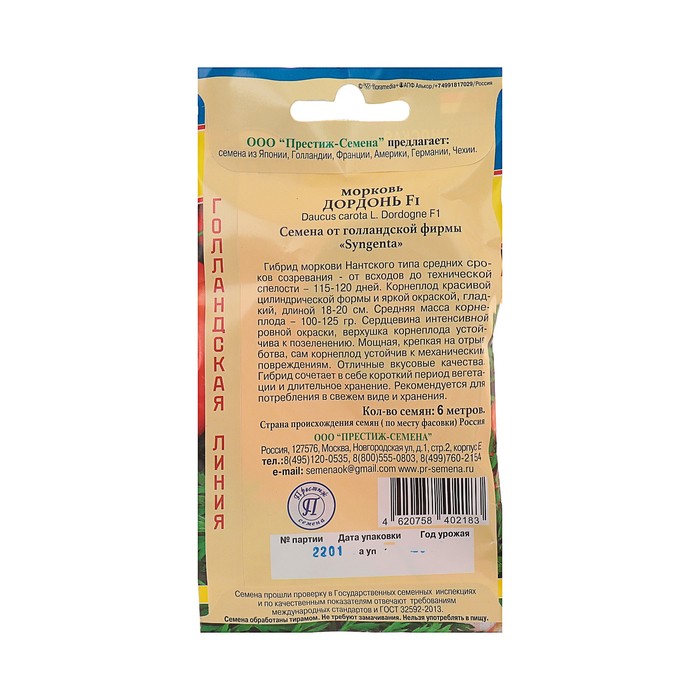 АПФ Алькор/+74991817029/Россия
ООО "Престиж-Семена" предлагает:
семена из Японии, Голландии, Франции, Америки, Германии, Чехии.
ГОЛЛАНДСКАЯ ЛИНИЯ
морковь
ДОРДОНЬ F1
Daucus carota L. Dordogne F1
Семена от голландской фирмы
«Syngenta»
Гибрид моркови Нантского типа средних сро-
ков созревания - от всходов до технической
спелости – 115-120 дней. Корнеплод красивой
цилиндрической формы и яркой окраской, глад-
кий, длиной 18-20 см. Средняя масса корне-
плода – 100-125 гр. Сердцевина интенсивной
ровной окраски, верхушка корнеплода устой-
чива к позеленению. Мощная, крепкая на отры
ботва, сам корнеплод устойчив к механическим
повреждениям. Отличные вкусовые качества.
Гибрид сочетает в себе короткий период вегета-
ции и длительное хранение. Рекомендуется для
потребления в свежем виде и хранения.
Кол-во семян: 6 метров.
Страна происхождения семян ( по месту фасовки) Россия
ООО "ПРЕСТИЖ-СЕМЕНА"
Россия, 127576, Москва, Новгородская ул, д.1, стр.2, корпус Е
тел.:8(495)120-0535, 8(800)555-0803, 8(499)760-2154
e-mail: semenaok@gmail.com www.pr-semena.ru
Престиж
П
семена
4 620758 402183
№ партии Дата упаковки Год урожая
2201 а уп
Семена прошли проверку в Государственных семенных инспекциях
и по качественным показателям отвечают требованиям
международных стандартов и ГОСТ 32592-2013.
Семена обработаны тирамом. Не щелкать. Нельзя употреблять в пищу.